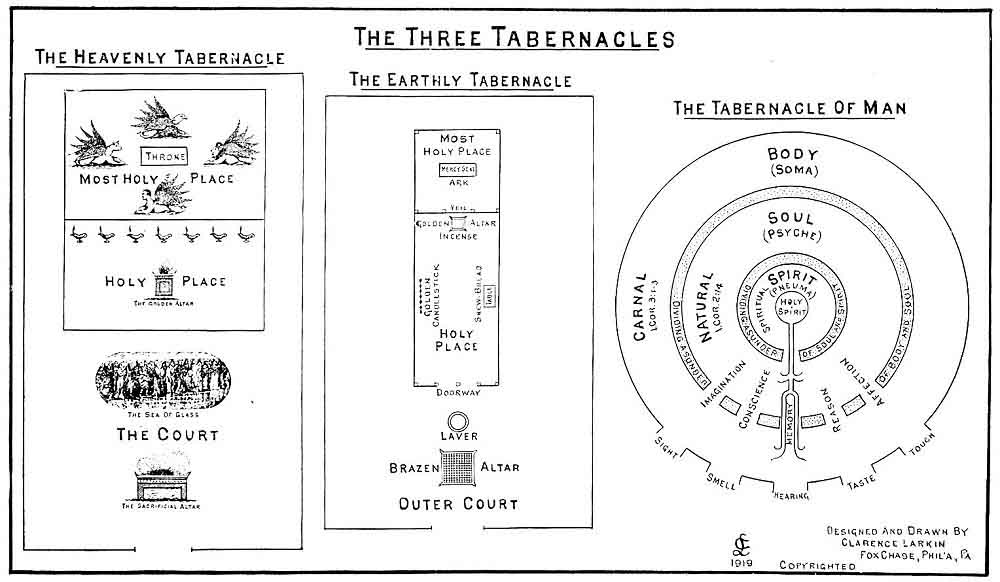 THE THREE TABERNACLES
THE HEAVENLY TABERNACLE
THRONE
MOST HOLY PLACE
HOLY PLACE
THE GOLDEN ALTAR
THE SEA OF GLASS
THE COURT
THE SACRIFICIAL ALTAR
THE EARTHLY TABERNACLE
MOST
HOLY PLACE
MERCY SEAT
ARK
VEIL
GOLDEN ALTAR
INCENSE
GOLDEN
CANDLESTICK
SHOW-BREAD
TABLE
HOLY
PLACE
DOORWAY
LAVER
BRAZEN ALTAR
OUTER COURT
THE TABERNACLE OF MAN
BODY
(SOMA)
SOUL
(PSYCHE)
SPIRIT
(PNEUMA)
HOLY
SPIRIT
CARNAL
1.COR.3:1-3
NATURAL
1.COR.2:14
SPIRITUAL
DIVIDING ASUNDER OF SOUL AND SPIRIT
DIVIDING ASUNDER OF BODY AND SOUL
IMAGINATION
CONSCIENCE
MEMORY
REASON
AFFECTION
SIGHT
SMELL
HEARING
TASTE
TOUCH
1919
DESIGNED AND DRAWN BY
CLARENCE LARKIN
FOX CHASE, PHIL'A, PA
COPYRIGHTED